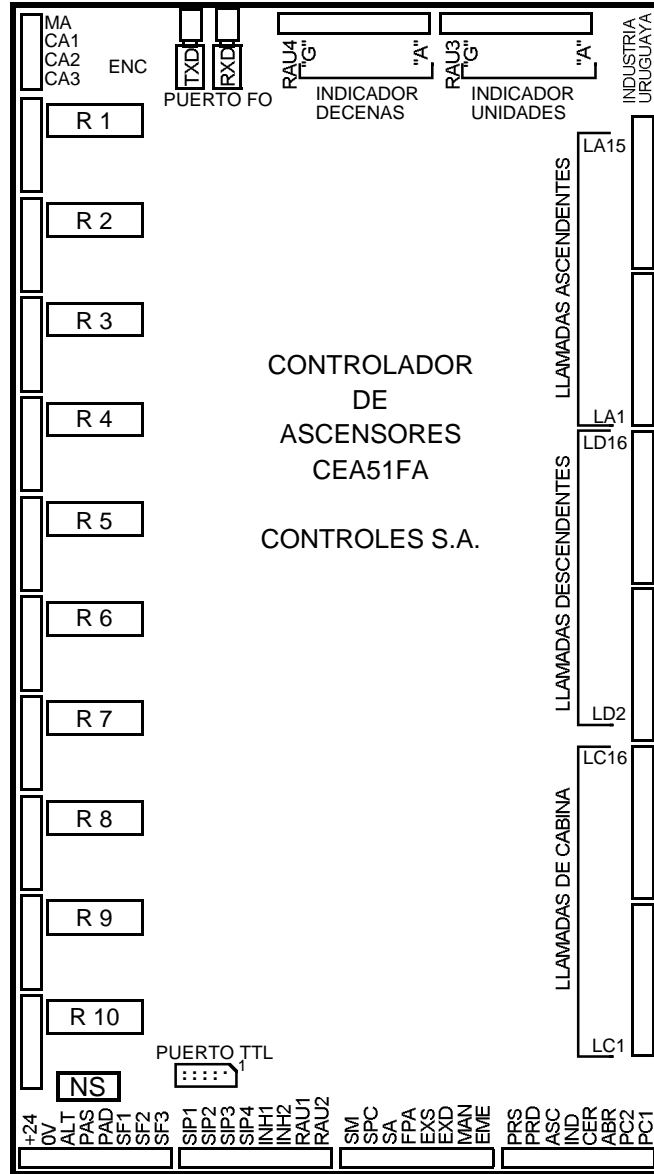 MA
CA1
CA2
CA3
ENC
TXD
RXD
PUERTO FO
RAU4
"G"
"A"
INDICADOR
DECENAS
RAU3
"G"
"A"
INDICADOR
UNIDADES
INDUSTRIA
URUGUAYA
R 1
R 2
R 3
R 4
R 5
R 6
R 7
R 8
R 9
R 10
CONTROLADOR
DE
ASCENSORES
CEA51FA
CONTROLES S.A.
LLAMADAS ASCENDENTES
LA15
LA1
LLAMADAS DESCENDENTES
LD16
LD2
LLAMADAS DE CABINA
LC16
LC1
NS
PUERTO TTL
1
+24
0V
ALT
PAS
PAD
SF1
SF2
SF3
SIP1
SIP2
SIP3
SIP4
INH1
INH2
RAU1
RAU2
SM
SPC
SA
FPA
EXS
EXD
MAN
EME
PRS
PRD
ASC
IND
CER
ABR
PC2
PC1